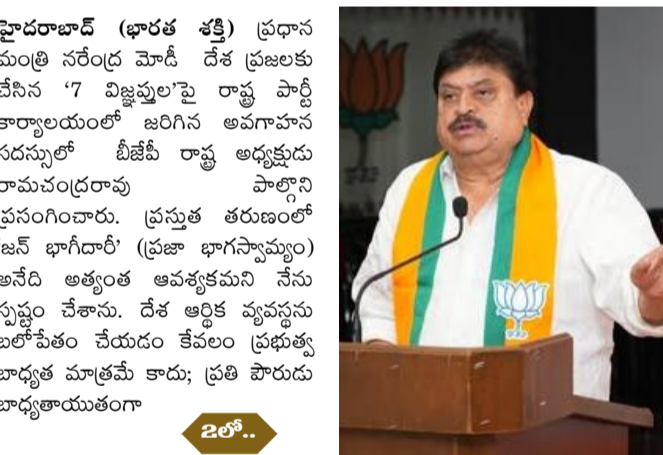 హైదరాబాద్ (భారత శక్తి) ప్రధాన
మంత్రి నరేంద్ర మోడీ దేశ ప్రజలకు
చేసిన ‘7 విజ్ఞప్తుల’పై రాష్ట్ర పార్టీ
కార్యాలయంలో జరిగిన అవగాహన
సదస్సులో బీజేపీ రాష్ట్ర అధ్యక్షుడు
రామచంద్రరావు పాల్గొని
ప్రసంగించారు. ప్రస్తుత తరుణంలో
‘జన్ భాగీదారీ’ (ప్రజా భాగస్వామ్యం)
అనేది అత్యంత ఆవశ్యకమని నేను
స్పష్టం చేశాను. దేశ ఆర్థిక వ్యవస్థను
బలోపేతం చేయడం కేవలం ప్రభుత్వ
బాధ్యత మాత్రమే కాదు; ప్రతి పౌరుడు
బాధ్యతాయుతంగా
2లో..